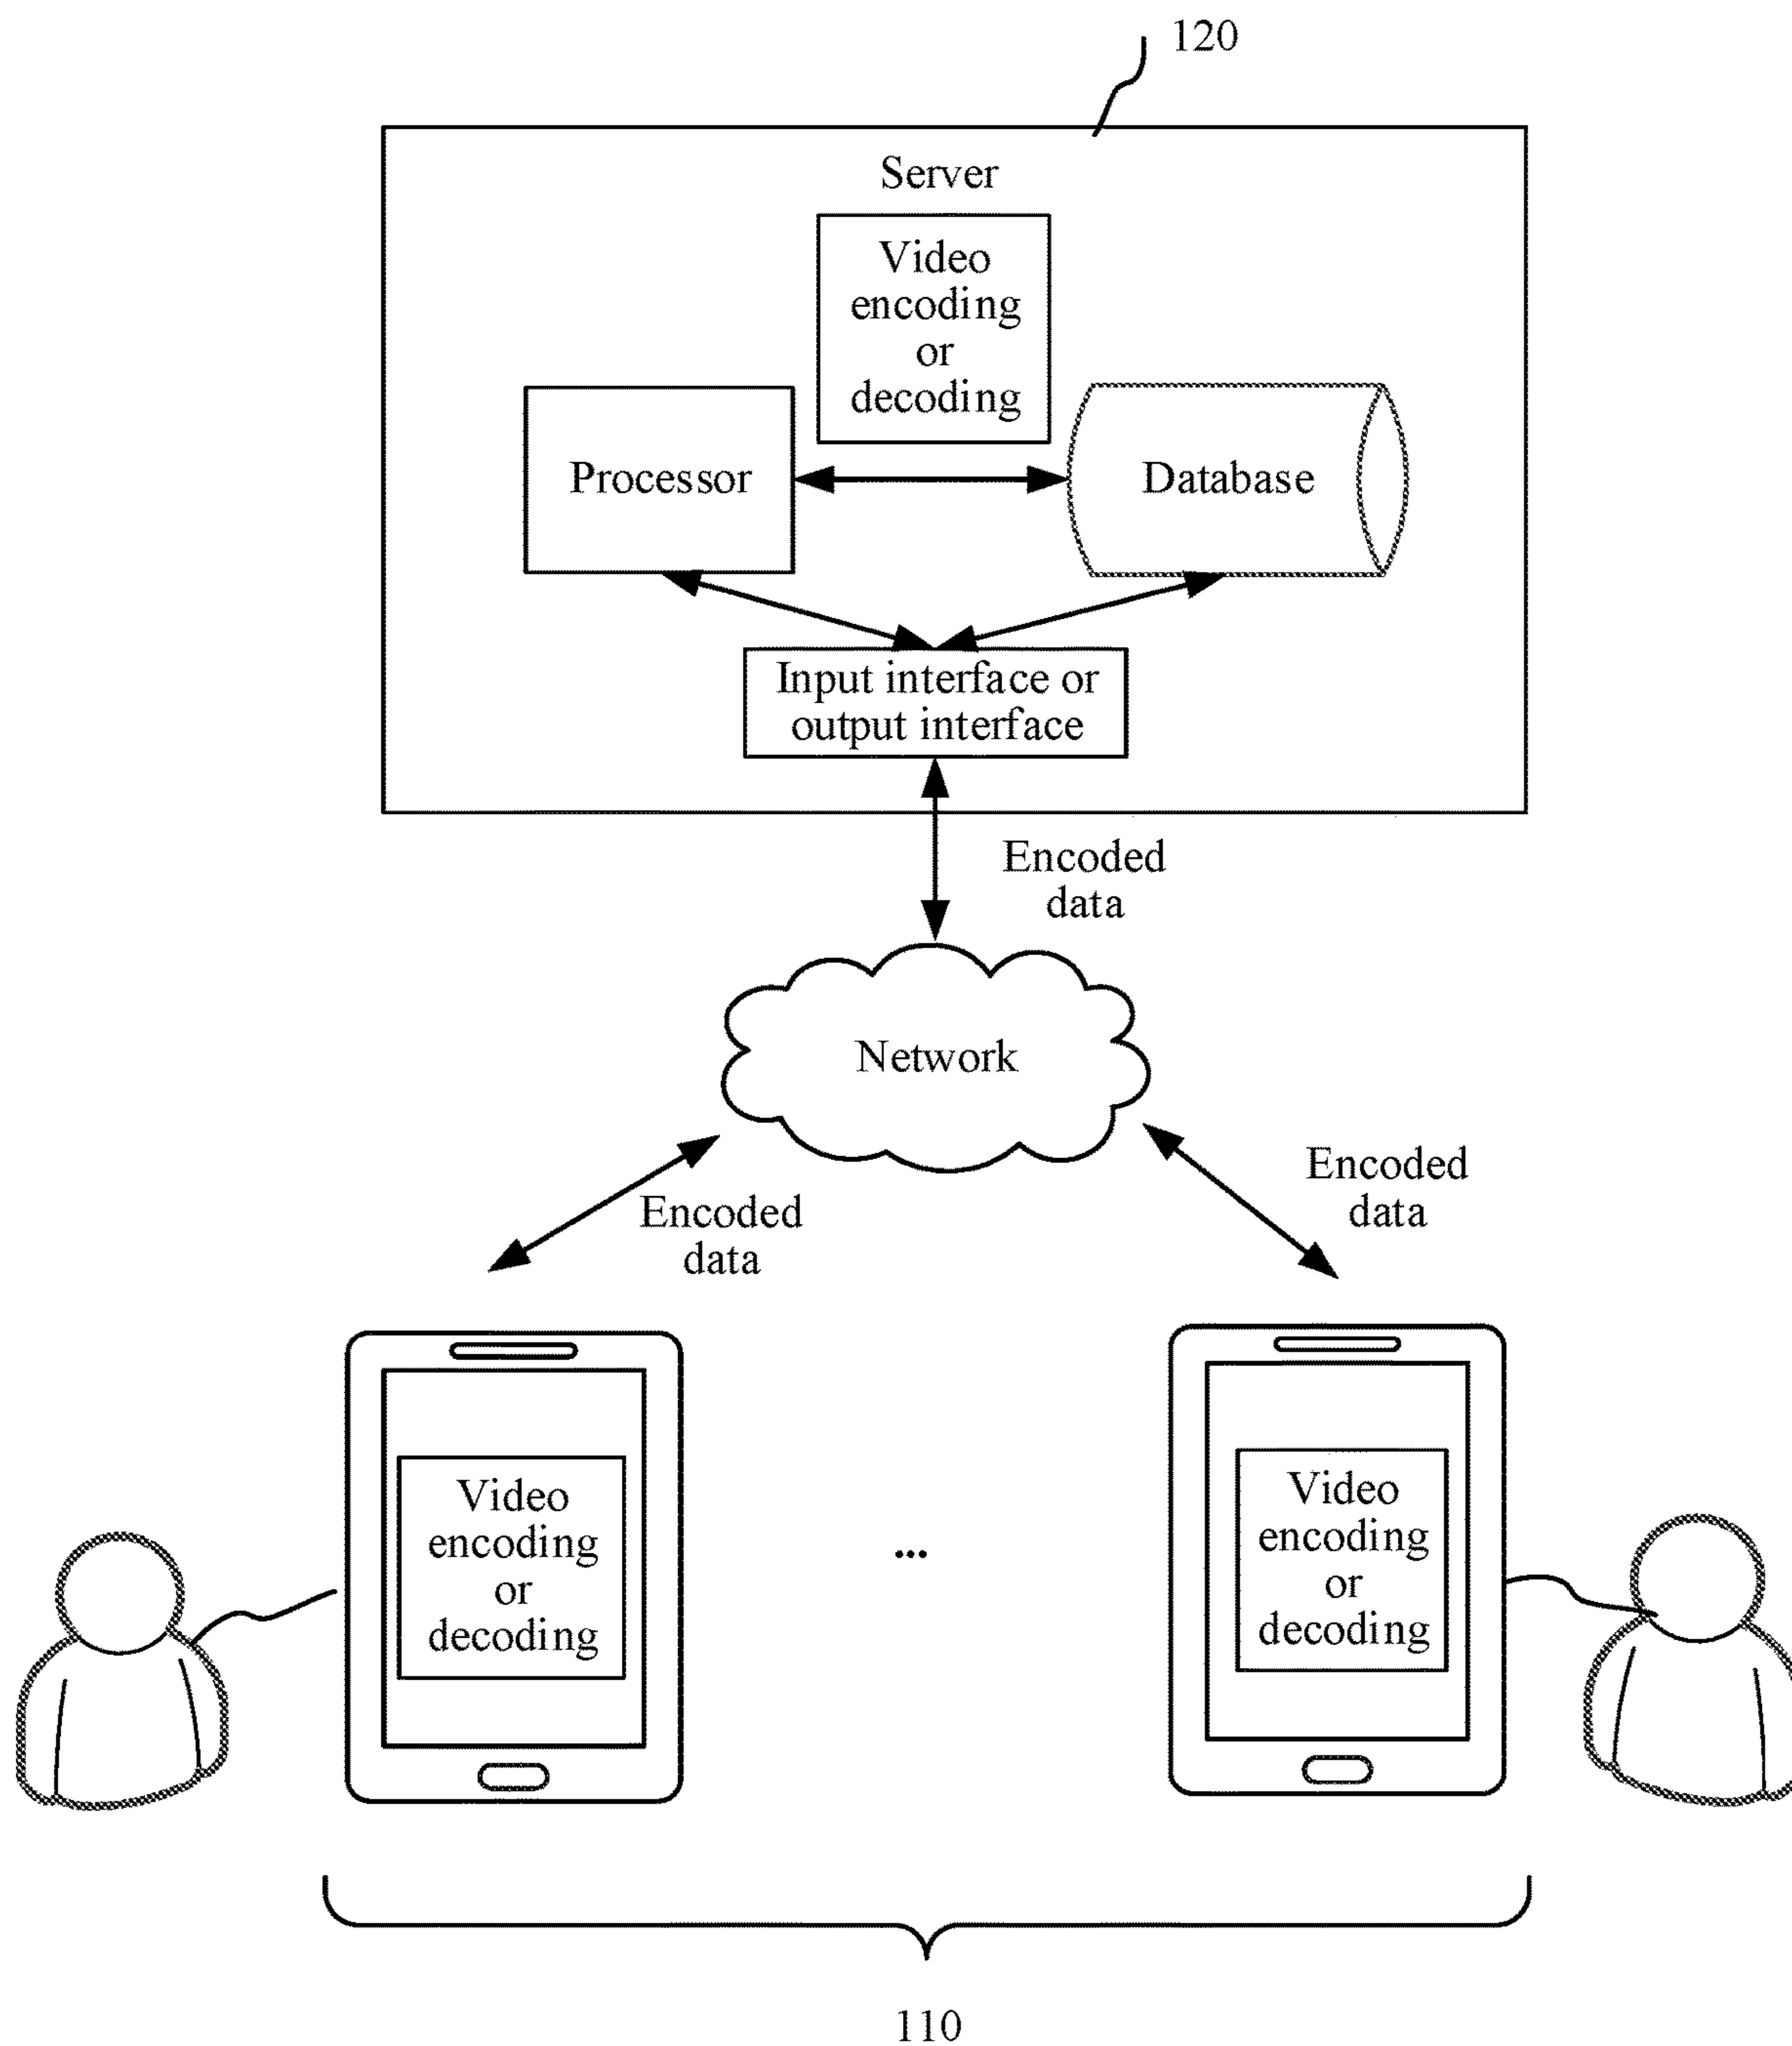 120
Server
Video
encoding
or
decoding
Processor
Database
Input interface or
output interface
Encoded
data
Network
Encoded
data
Encoded
data
Video
encoding
or
decoding
...
Video
encoding
or
decoding
110